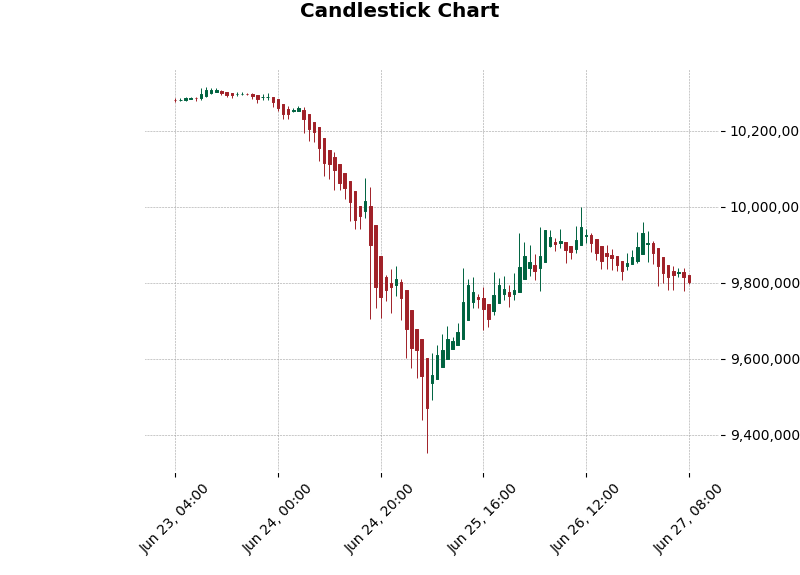 Candlestick Chart
10,200,00
10,000,00
9,800,000
9,600,000
9,400,000
Jun 23, 04:00
Jun 24, 00:00
Jun 24, 20:00
Jun 25, 16:00
Jun 26, 12:00
Jun 27, 08:00